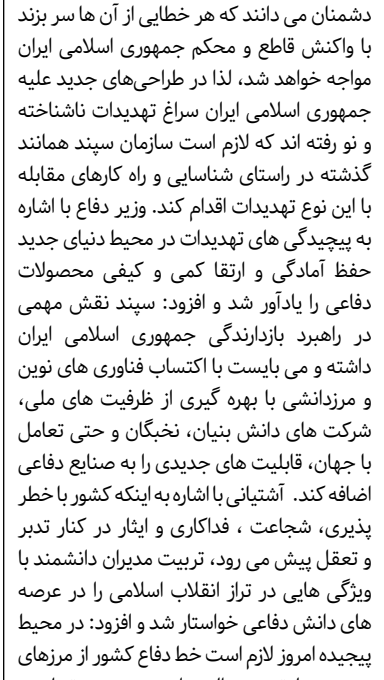 دشمنان می دانند که هر خطایی از آن ها سر بزند
با واکنش قاطع و محکم جمهوری اسلامی ایران
مواجه خواهد شد، لذا در طراحی‌های جدید علیه
جمهوری اسلامی ایران سراغ تهدیدات ناشناخته
و نو رفته اند که لازم است سازمان سپند همانند
گذشته در راستای شناسایی و راه کارهای مقابله
با این نوع تهدیدات اقدام کند. وزیر دفاع با اشاره
به پیچیدگی های تهدیدات در محیط دنیای جدید
حفظ آمادگی و ارتقا کمی و کیفی محصولات
دفاعی را یادآور شد و افزود: سپند نقش مهمی
در راهبرد بازدارندگی جمهوری اسلامی ایران
داشته و می بایست با اکتساب فناوری های نوین
و مرزدانشی با بهره گیری از ظرفیت های ملی،
شرکت های دانش بنیان، نخبگان و حتی تعامل
با جهان، قابلیت های جدیدی را به صنایع دفاعی
اضافه کند. آشتیانی با اشاره به اینکه کشور با خطر
پذیری، شجاعت ، فداکاری و ایثار در کنار تدبر
و تعقل پیش می رود، تربیت مدیران دانشمند با
ویژگی هایی در تراز انقلاب اسلامی را در عرصه
های دانش دفاعی خواستار شد و افزود: در محیط
پیجیده امروز لازم است خط دفاع کشور از مرزهای